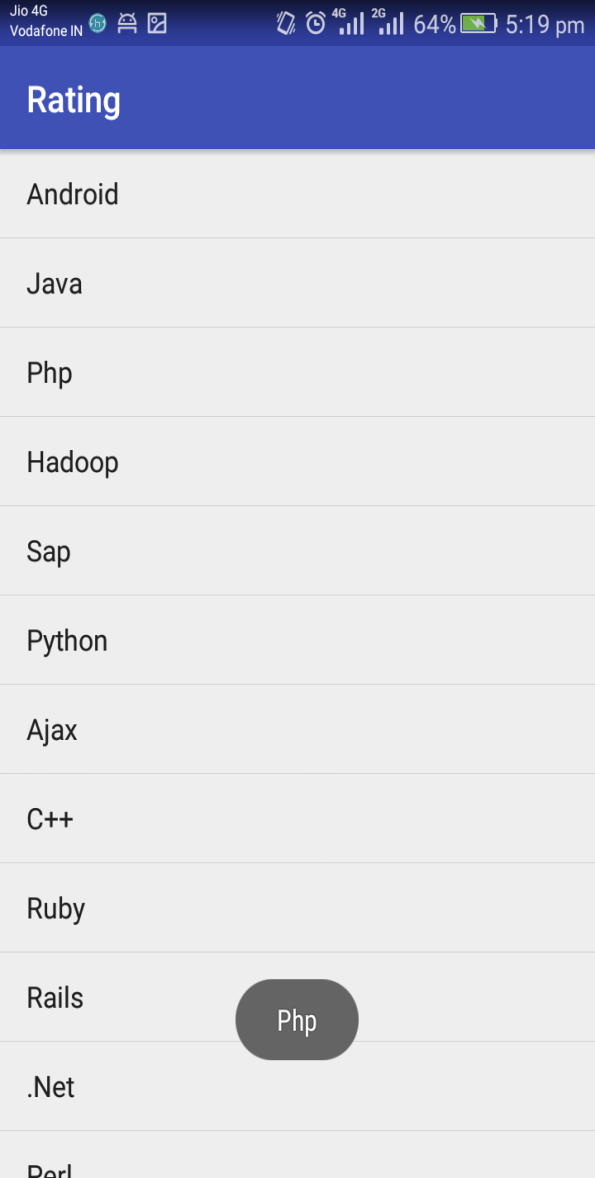 Jio 4G
Vodafone IN
4G 2G 64% 5:19 pm
Rating
Android
Java
Php
Hadoop
Sap
Python
Ajax
C++
Ruby
Rails
Php
.Net
Perl